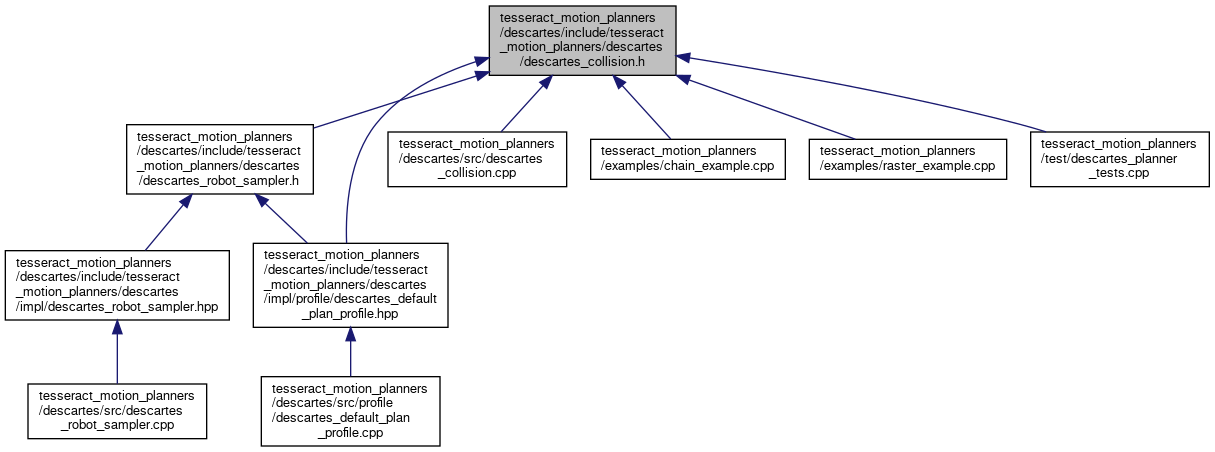 tesseract_motion_planners
/descartes/include/tesseract
_motion_planners/descartes
/descartes_collision.h
tesseract_motion_planners
/descartes/include/tesseract
_motion_planners/descartes
/descartes_robot_sampler.h
tesseract_motion_planners
/descartes/src/descartes
_collision.cpp
tesseract_motion_planners
/examples/chain_example.cpp
tesseract_motion_planners
/examples/raster_example.cpp
tesseract_motion_planners
/test/descartes_planner
_tests.cpp
tesseract_motion_planners
/descartes/include/tesseract
_motion_planners/descartes
/impl/descartes_robot_sampler.hpp
tesseract_motion_planners
/descartes/include/tesseract
_motion_planners/descartes
/impl/profile/descartes_default
_plan_profile.hpp
tesseract_motion_planners
/descartes/src/descartes
_robot_sampler.cpp
tesseract_motion_planners
/descartes/src/profile
/descartes_default_plan
_profile.cpp